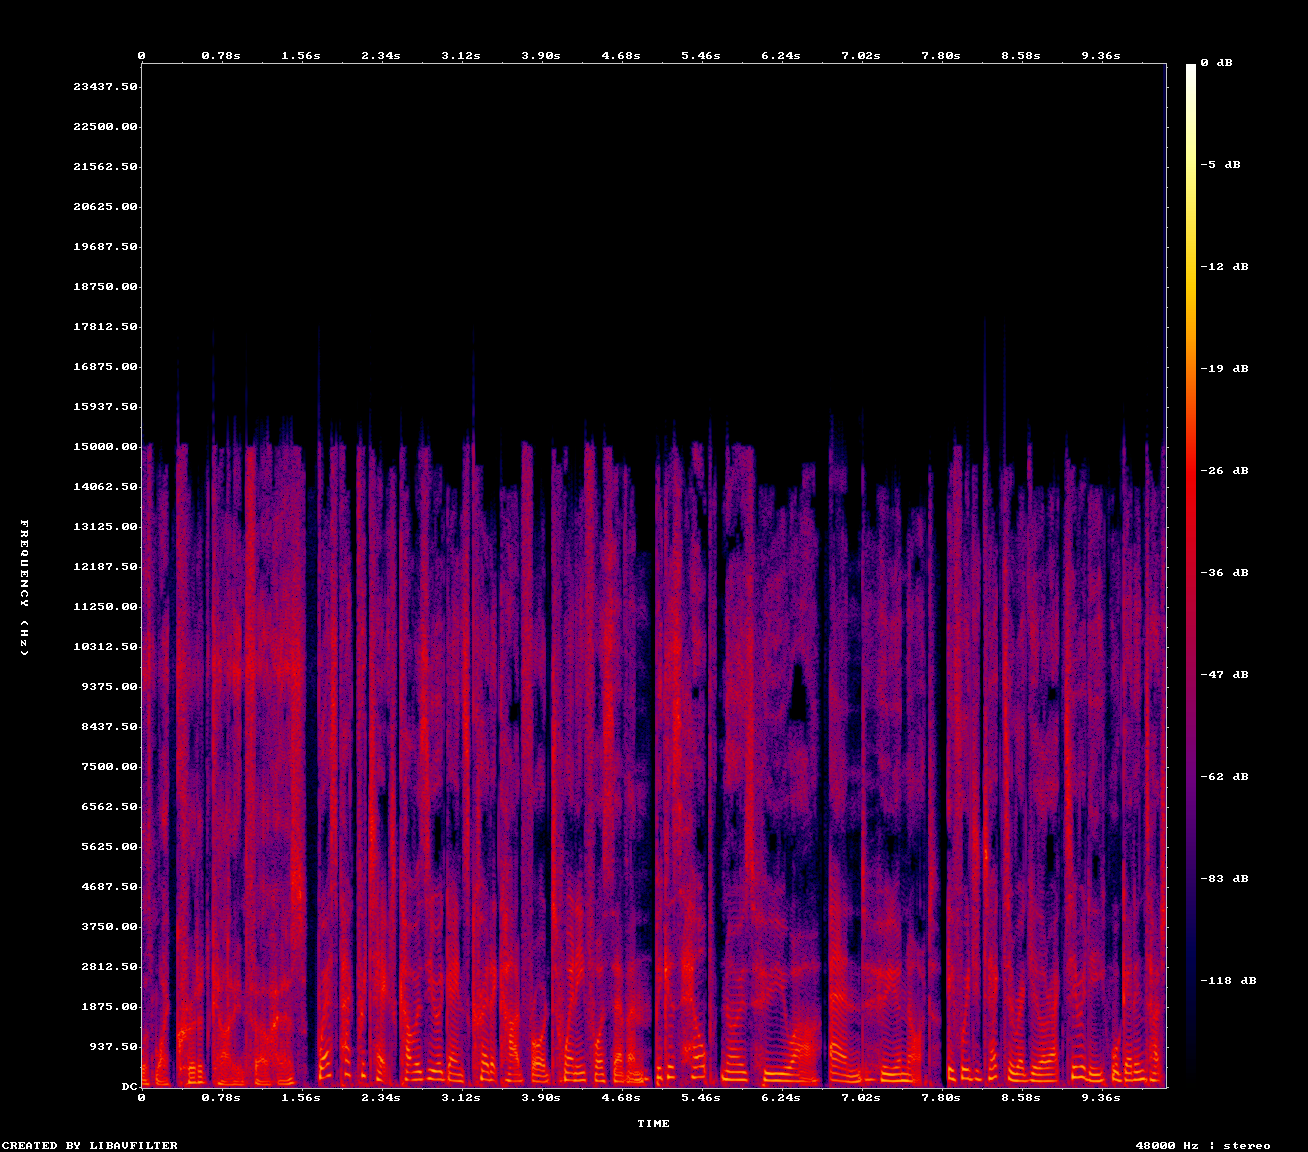 0 0.78s 1.56s 2.34s 3.12s 3.90s 4.68s 5.46s 6.24s 7.02s 7.80s 8.58s 9.36s
0 dB
23437.50
22500.00
-5 dB
21562.50
20625.00
19687.50
-12 dB
18750.00
17812.50
-19 dB
16875.00
15937.50
15000.00
-26 dB
14062.50
13125.00
12187.50
-36 dB
11250.00
10312.50
-47 dB
9375.00
8437.50
7500.00
-62 dB
6562.50
5625.00
4687.50
-83 dB
3750.00
2812.50
-118 dB
1875.00
937.50
DC
FREQUENCY (Hz)
0 0.78s 1.56s 2.34s 3.12s 3.90s 4.68s 5.46s 6.24s 7.02s 7.80s 8.58s 9.36s
TIME
CREATED BY LIBAVFILTER
48000 Hz | stereo